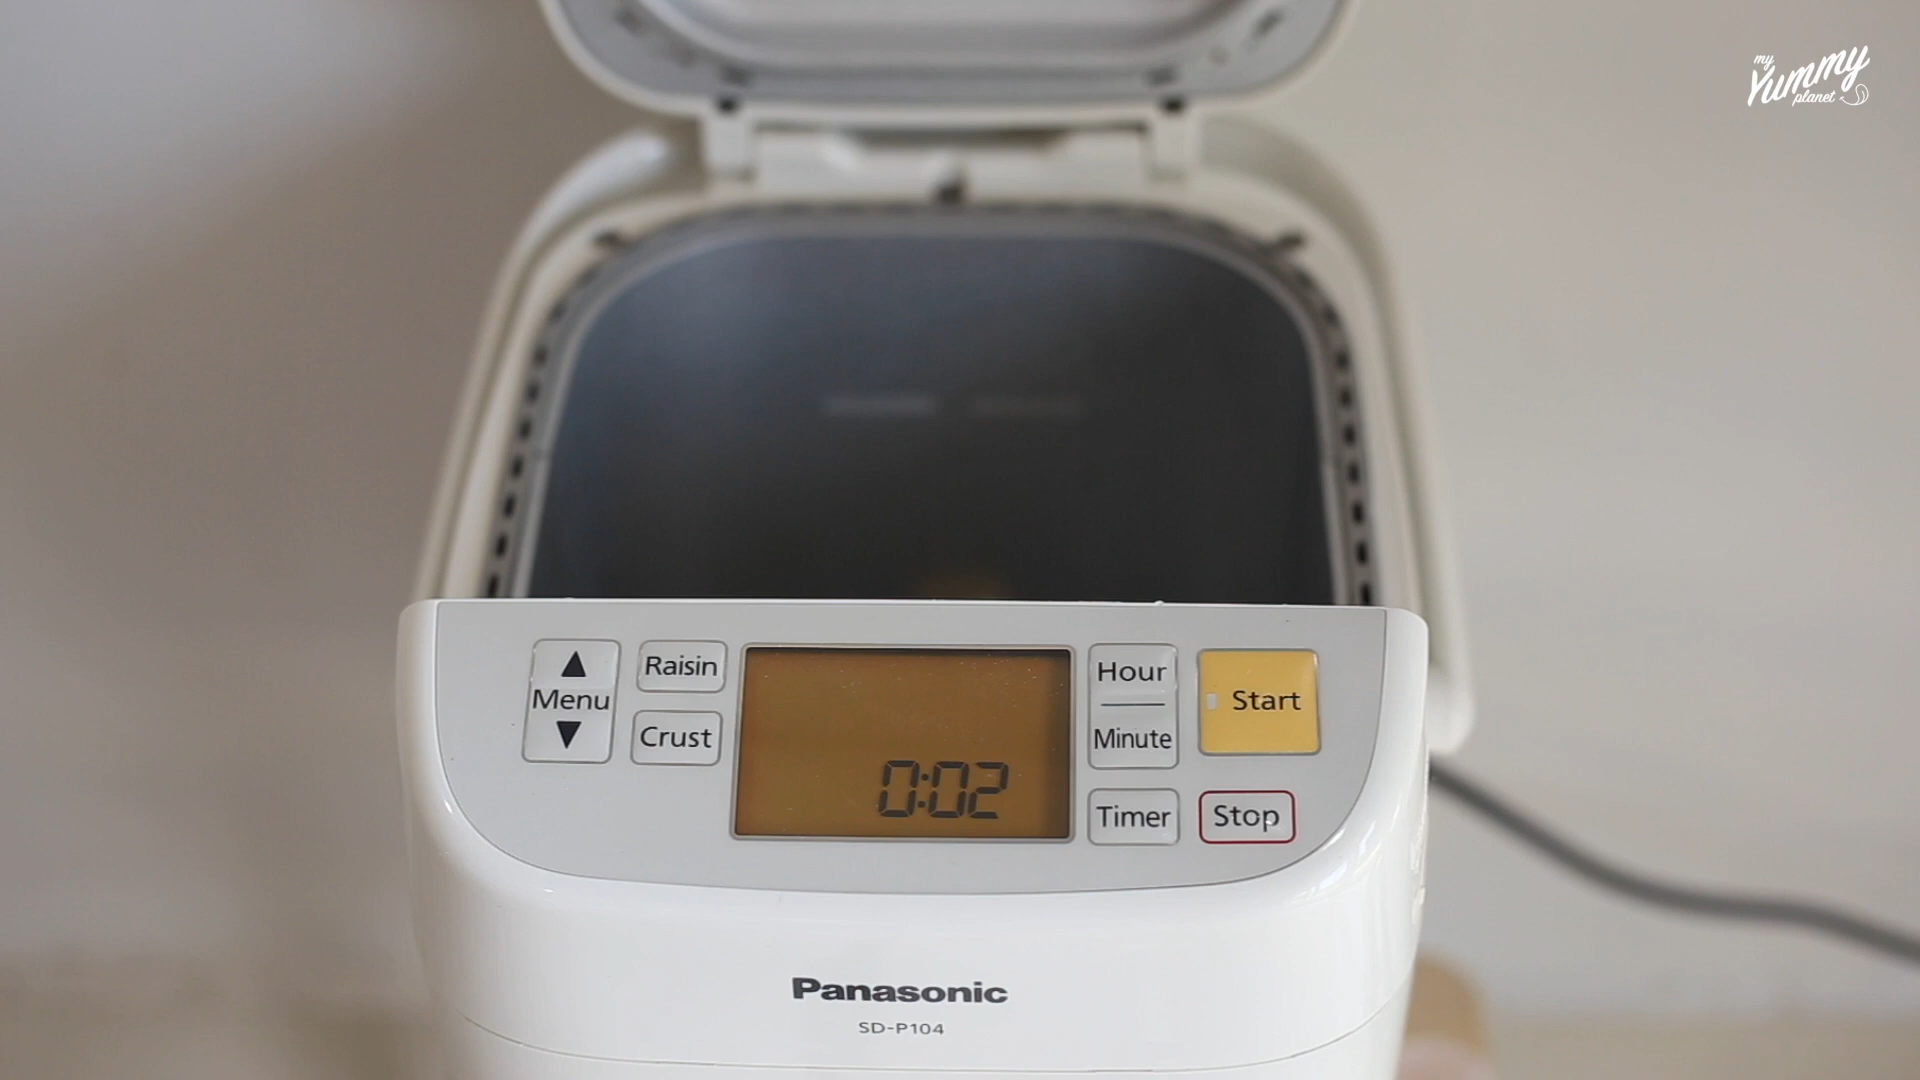 my
Yummy
planet
Menu
Raisin
Crust
0:02
Hour
Minute
Timer
Start
Stop
Panasonic
SD-P104